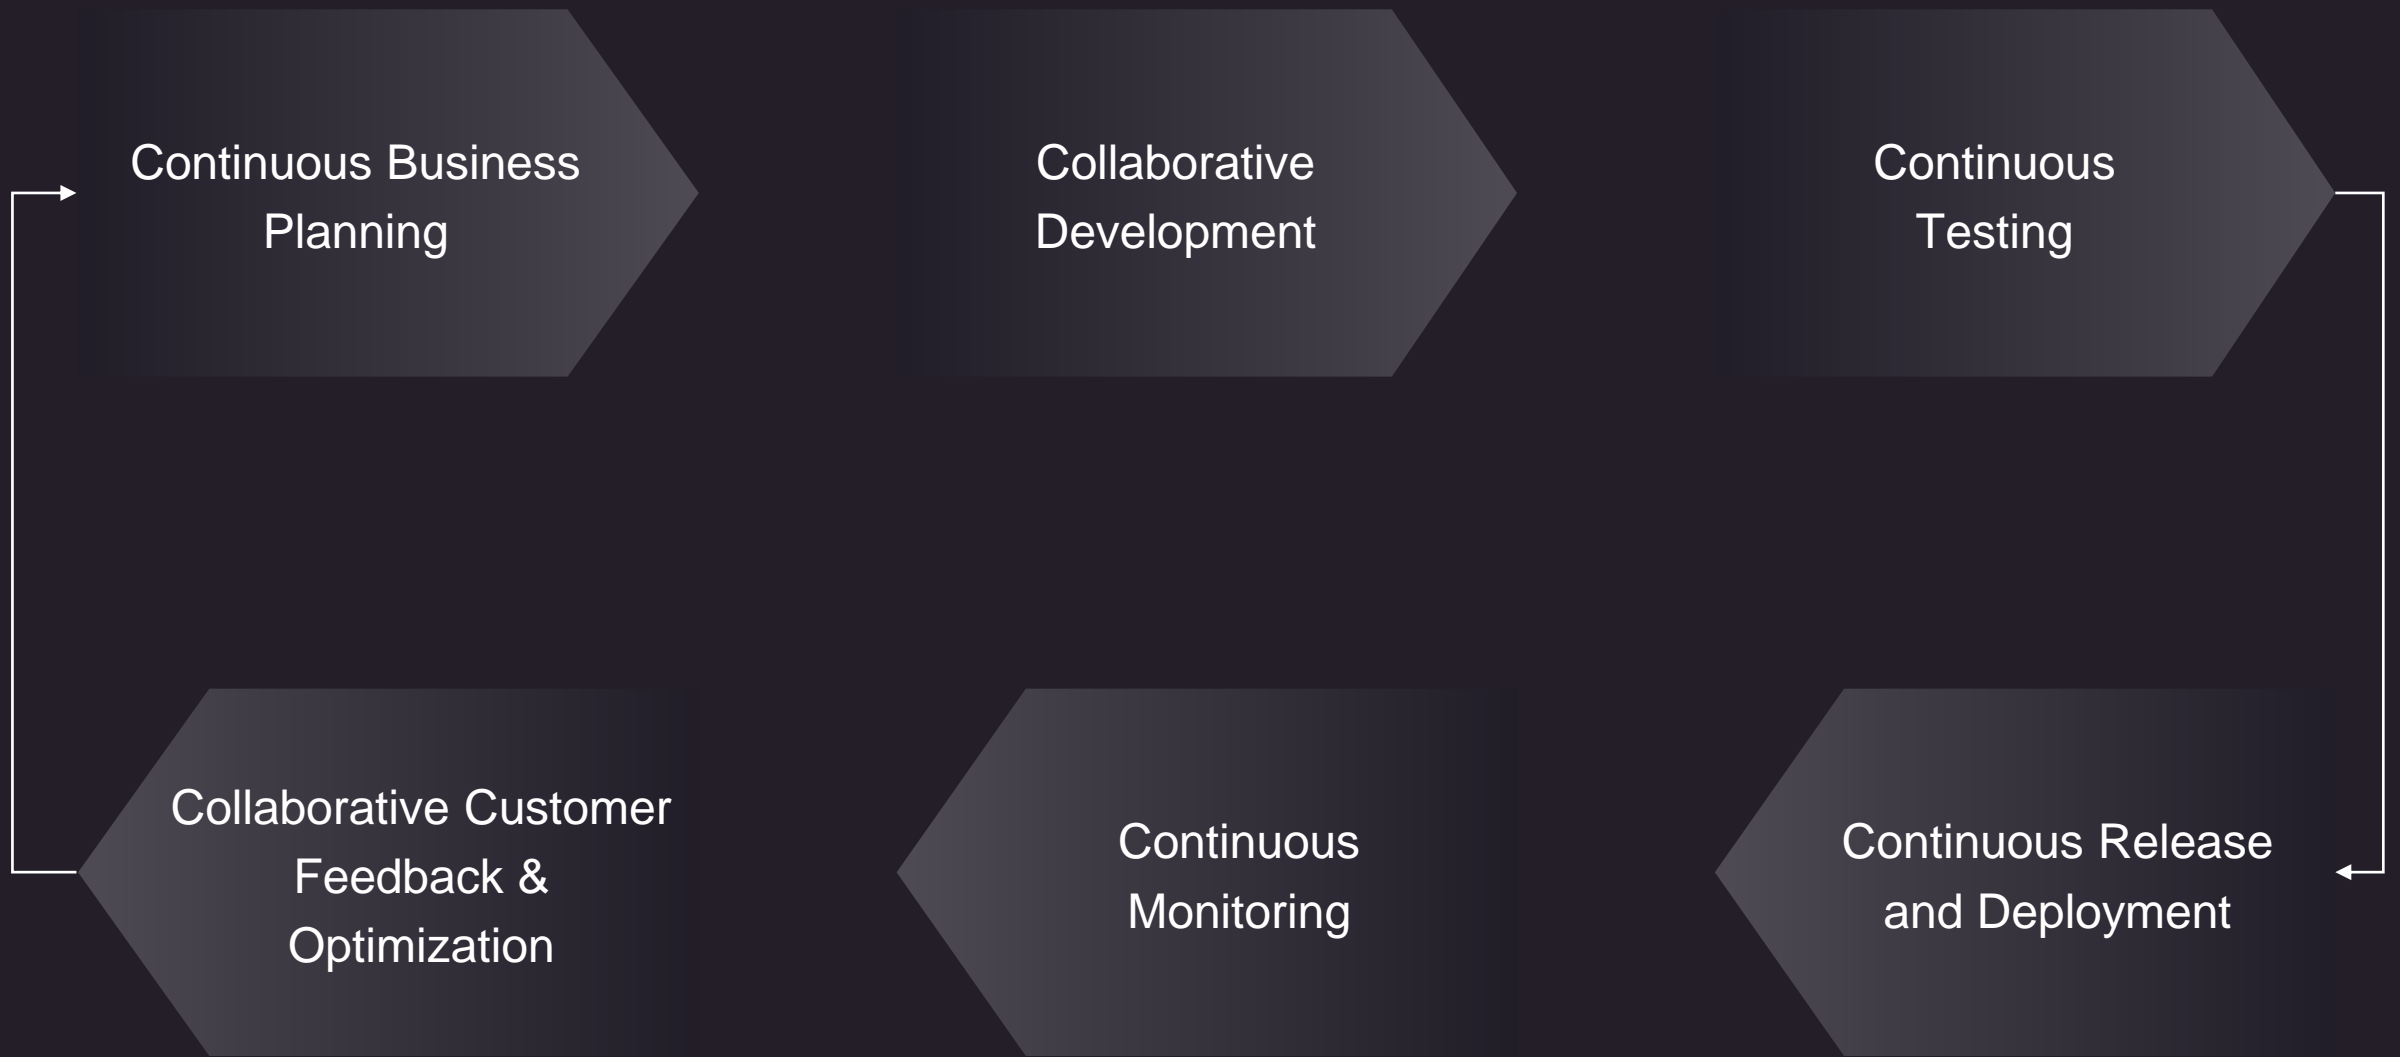 Continuous Business
Planning
Collaborative
Development
Continuous
Testing
Collaborative Customer
Feedback &
Optimization
Continuous
Monitoring
Continuous Release
and Deployment